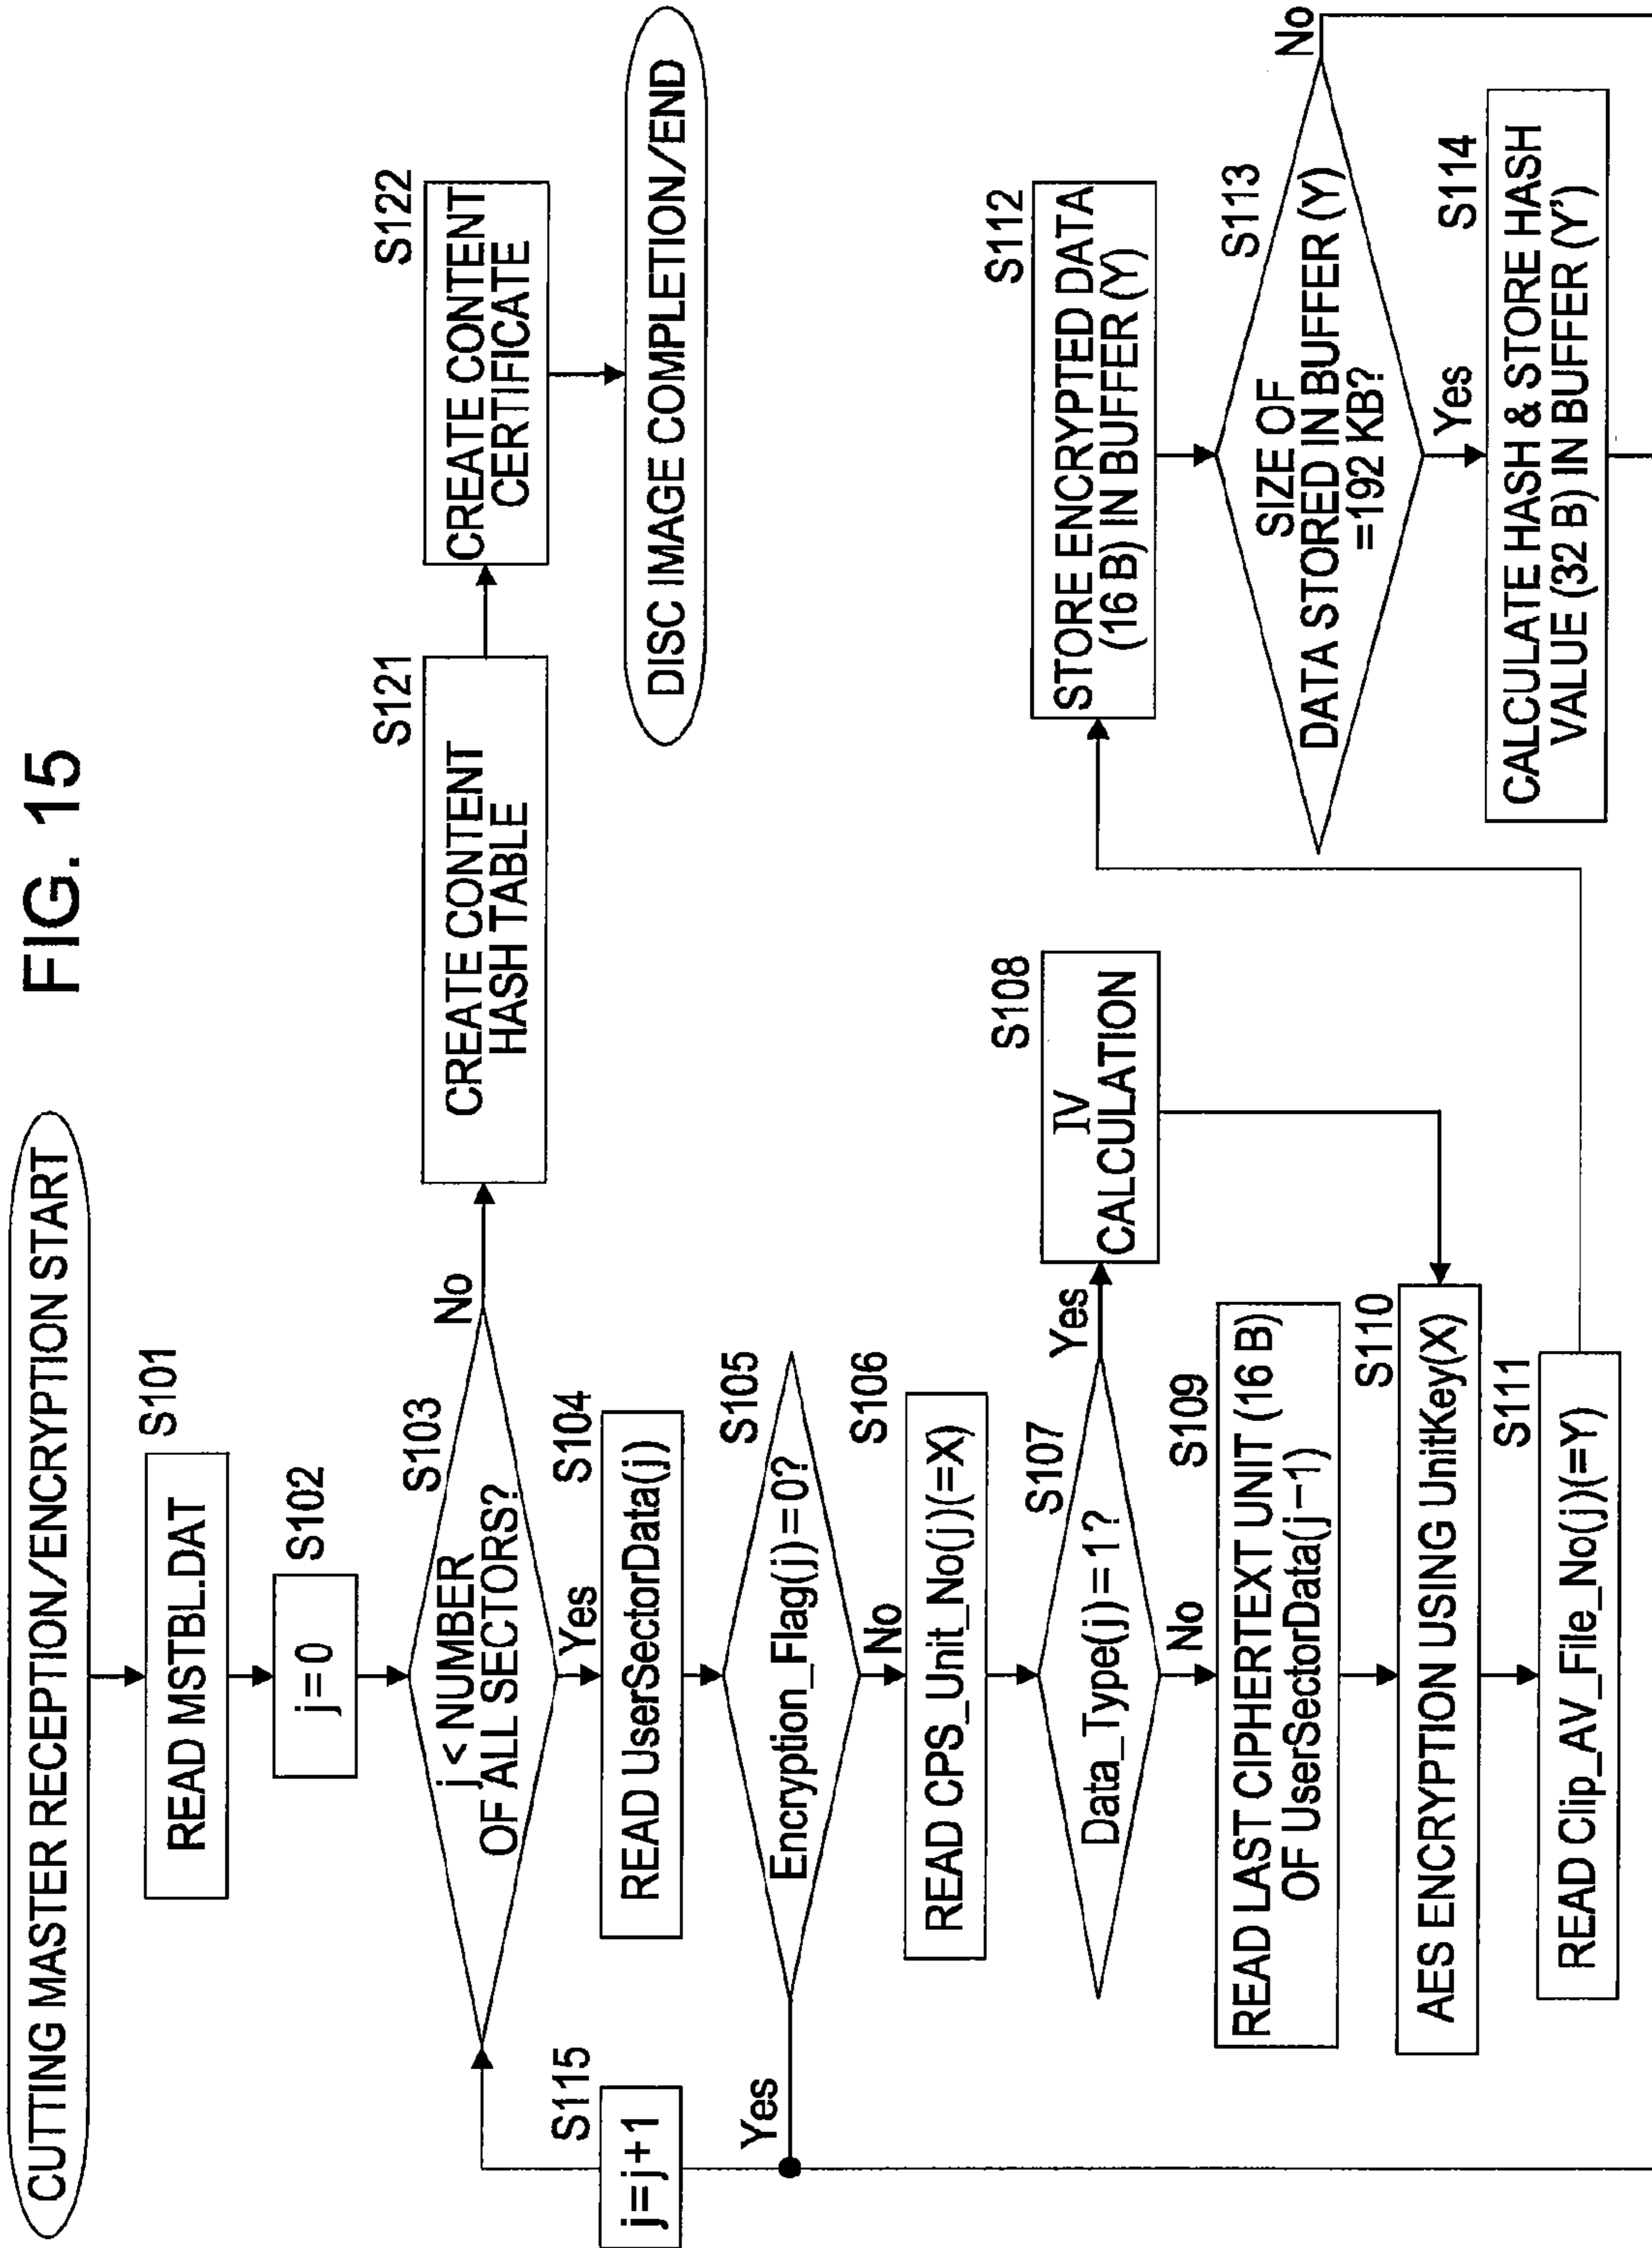 FIG. 15
CUTTING MASTER RECEPTION/ENCRYPTION START
S101
READ MSTBL.DAT
S102
j=0
S103
j < NUMBER
OF ALL SECTORS?
No
Yes
S104
READ UserSectorData(j)
S105
Encryption_Flag(j)=0?
Yes
No
S106
READ CPS_Unit_No(j)(=X)
S107
Data_Type(j)=1?
Yes
No
S108
IV
CALCULATION
S109
READ LAST CIPHERTEXT UNIT (16 B)
OF UserSectorData(j-1)
S110
AES ENCRYPTION USING UnitKey(X)
S111
READ Clip_AV_File_No(j)(=Y)
S112
STORE ENCRYPTED DATA
(16 B) IN BUFFER (Y)
S113
SIZE OF
DATA STORED IN BUFFER (Y)
=192 KB?
No
Yes
S114
CALCULATE HASH & STORE HASH
VALUE (32 B) IN BUFFER (Y')
S115
j=j+1
S121
CREATE CONTENT
HASH TABLE
S122
CREATE CONTENT
CERTIFICATE
DISC IMAGE COMPLETION/END